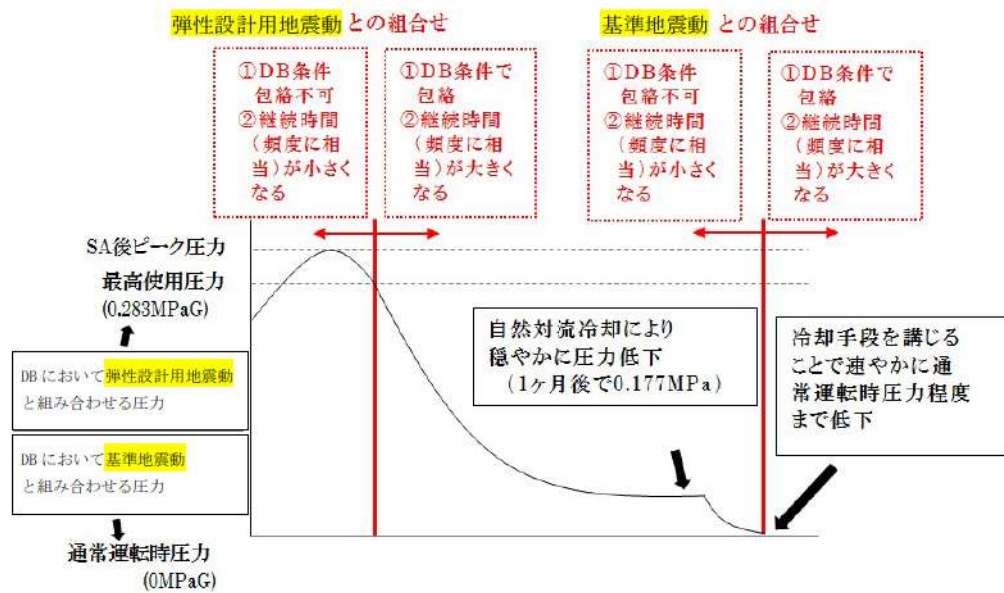 弾性設計用地震動 との組合せ
基準地震動 との組合せ
①DB条件
包絡不可
②継続時間
(頻度に相
当)が小さく
なる
①DB条件で
包絡
②継続時間
(頻度に相
当)が大きく
なる
①DB条件
包絡不可
②継続時間
(頻度に相
当)が小さく
なる
①DB条件で
包絡
②継続時間
(頻度に相
当)が大きく
なる
SA後ピーク圧力
最高使用圧力
(0.283MPaG)
DBにおいて弾性設計用地震動
と組み合わせる圧力
DBにおいて基準地震動
と組み合わせる圧力
通常運転時圧力
(0MPaG)
自然対流冷却により
穏やかに圧力低下
(1ヶ月後で0.177MPa)
冷却手段を講じる
ことで速やかに通
常運転時圧力程度
まで低下